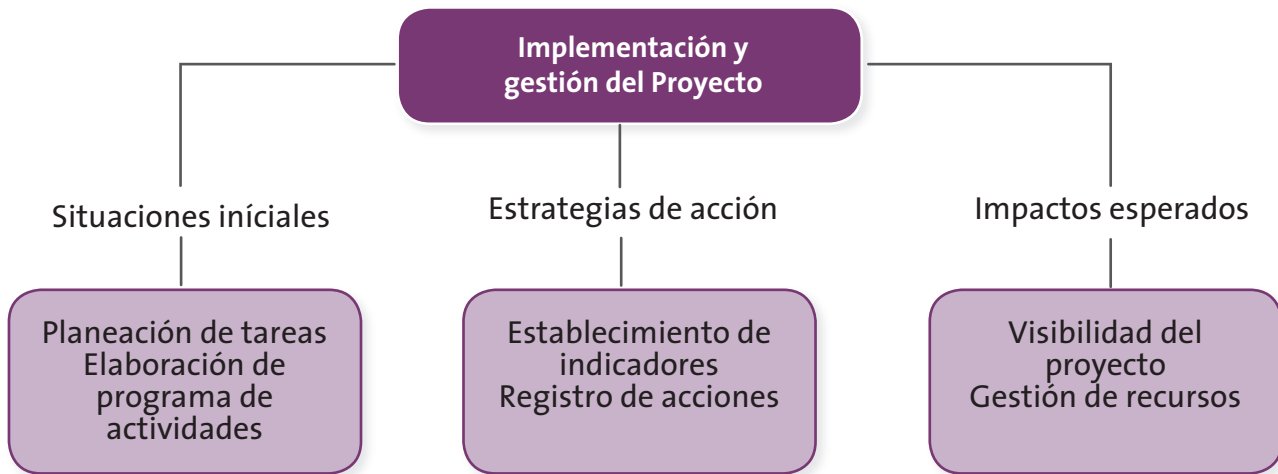 Implementación y
gestión del Proyecto
Situaciones iníciales
Estrategias de acción
Impactos esperados
Planeación de tareas
Elaboración de
programa de
actividades
Establecimiento de
indicadores
Registro de acciones
Visibilidad del
proyecto
Gestión de recursos